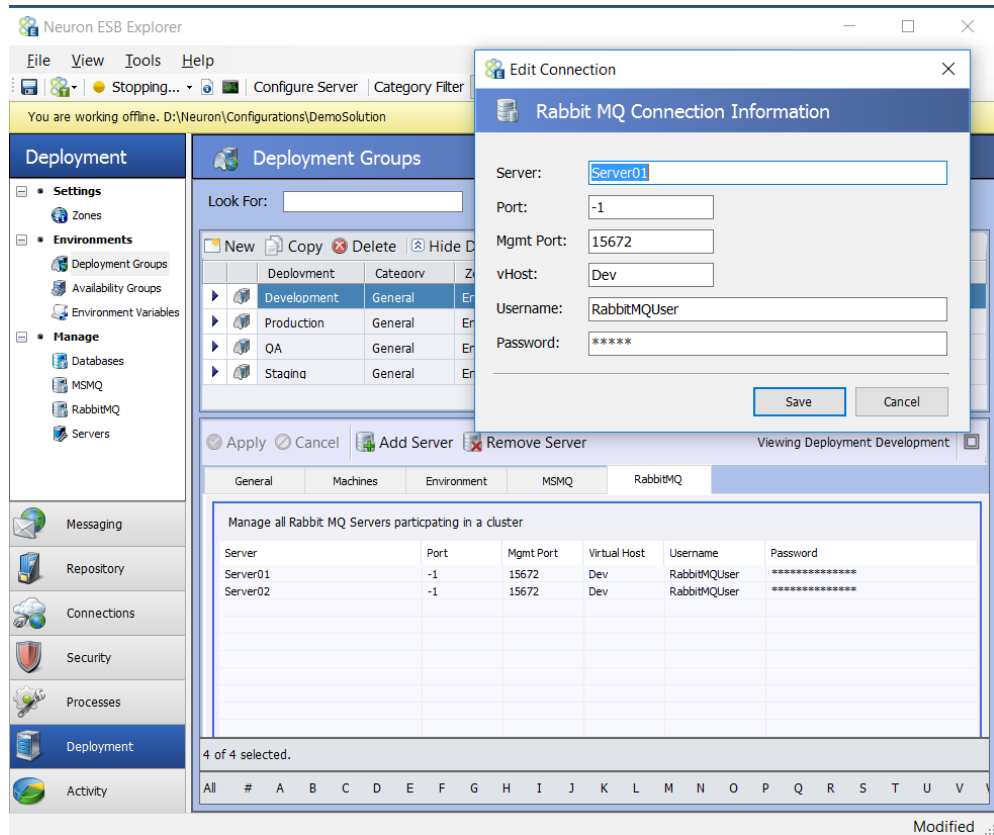 Neuron ESB Explorer
File View Tools Help
Stopping... Configure Server Category Filter
You are working offline. D:\Neuron\Configurations\DemoSolution
Deployment
Settings
Zones
Environments
Deployment Groups
Availability Groups
Environment Variables
Manage
Databases
MSMQ
RabbitMQ
Servers
Messaging
Repository
Connections
Security
Processes
Deployment
Activity
Deployment Groups
Look For:
New Copy Delete Hide D
Deployment Category Z
Development General En
Production General En
QA General En
Staging General En
Edit Connection
Rabbit MQ Connection Information
Server: Server01
Port: -1
Mgmt Port: 15672
vHost: Dev
Username: RabbitMQUser
Password: *****
Save Cancel
Apply Cancel Add Server Remove Server Viewing Deployment Development
General Machines Environment MSMQ RabbitMQ
Manage all Rabbit MQ Servers particpating in a cluster
Server Port Mgmt Port Virtual Host Username Password
Server01 -1 15672 Dev RabbitMQUser **************
Server02 -1 15672 Dev RabbitMQUser **************
4 of 4 selected.
All # A B C D E F G H I J K L M N O P Q R S T U V
Modified